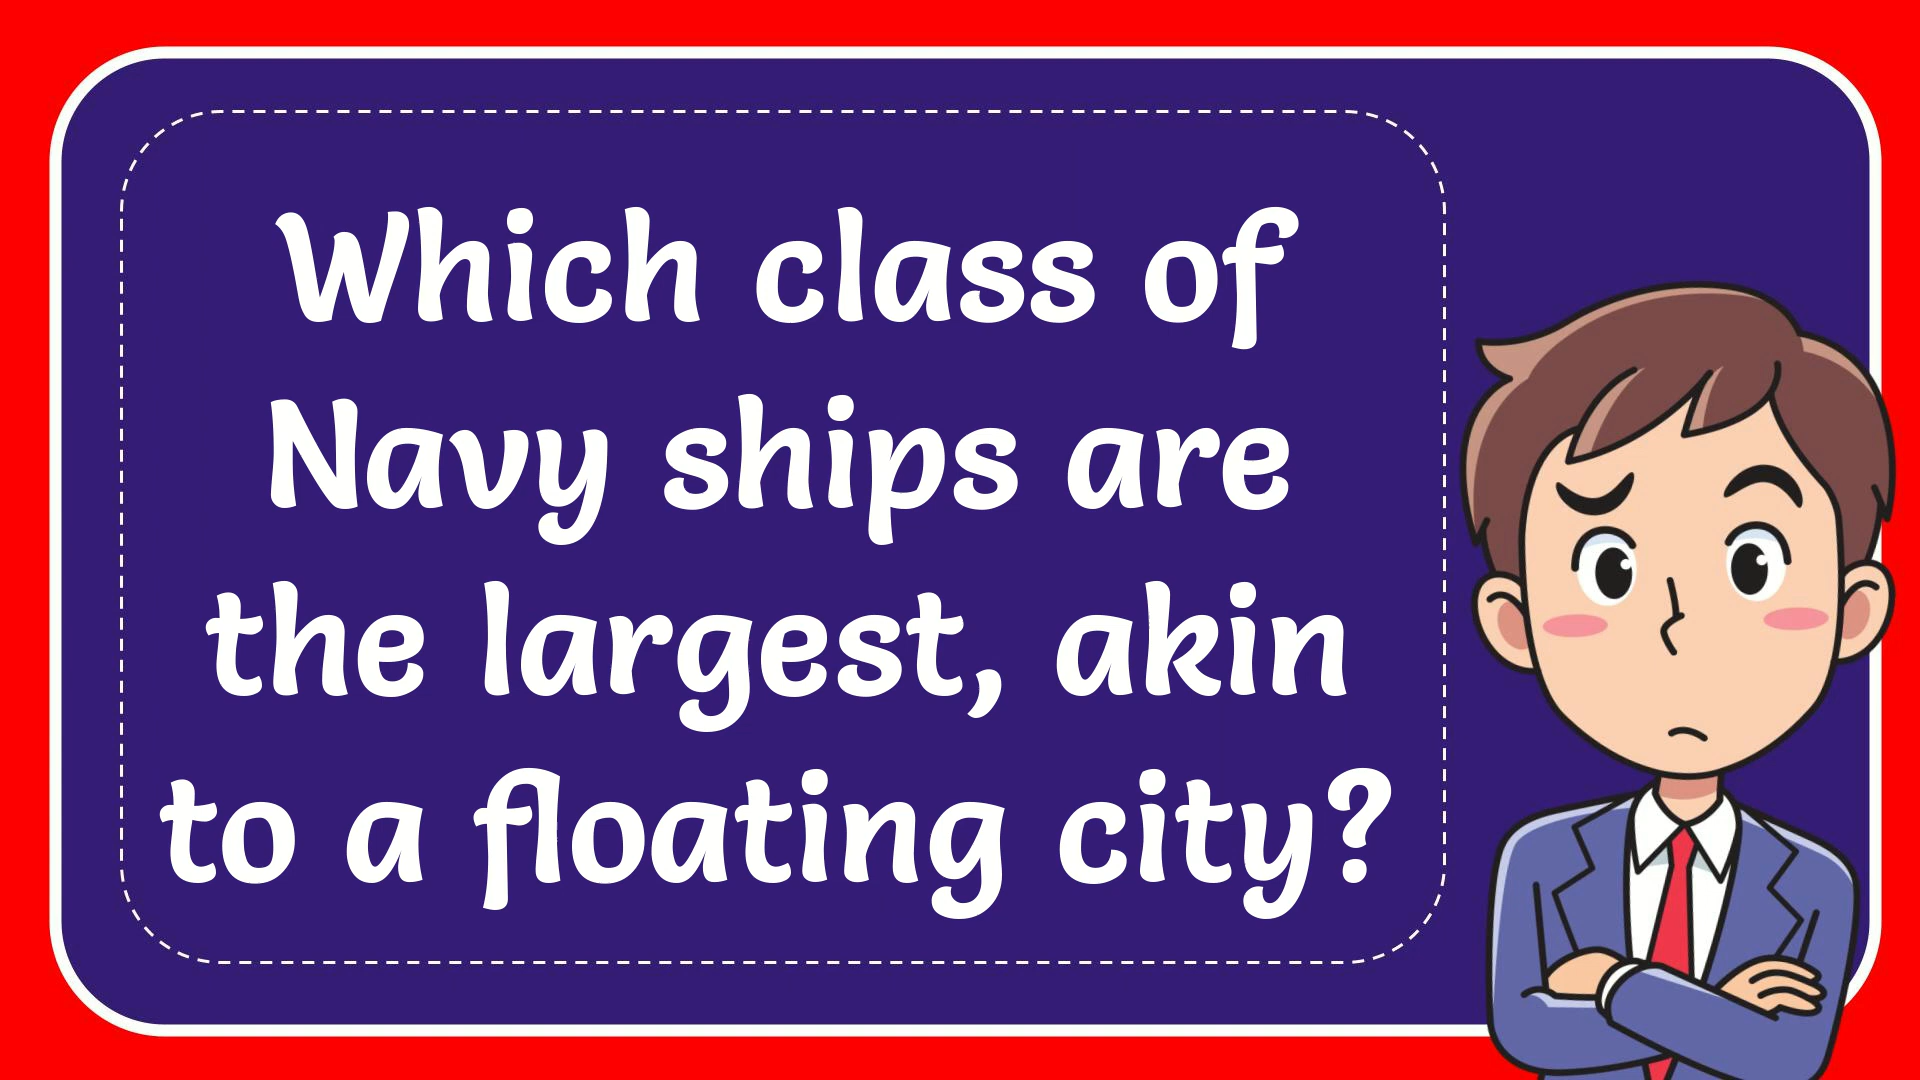 Which class of
Navy ships are
the largest, akin
to a floating city?